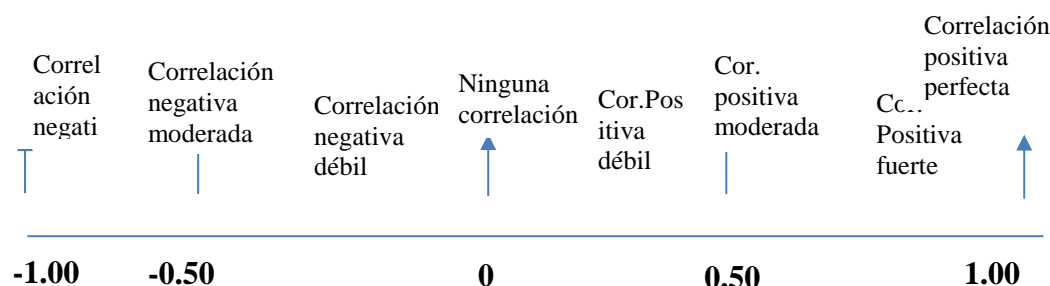 Correl
ación
negati
Correlación
negativa
moderada
Correlación
negativa
débil
Ninguna
correlación
Cor.Pos
itiva
débil
Cor.
positiva
moderada
Positiva
fuerte
Correlación
positiva
perfecta
-1.00
-0.50
0
0.50
1.00